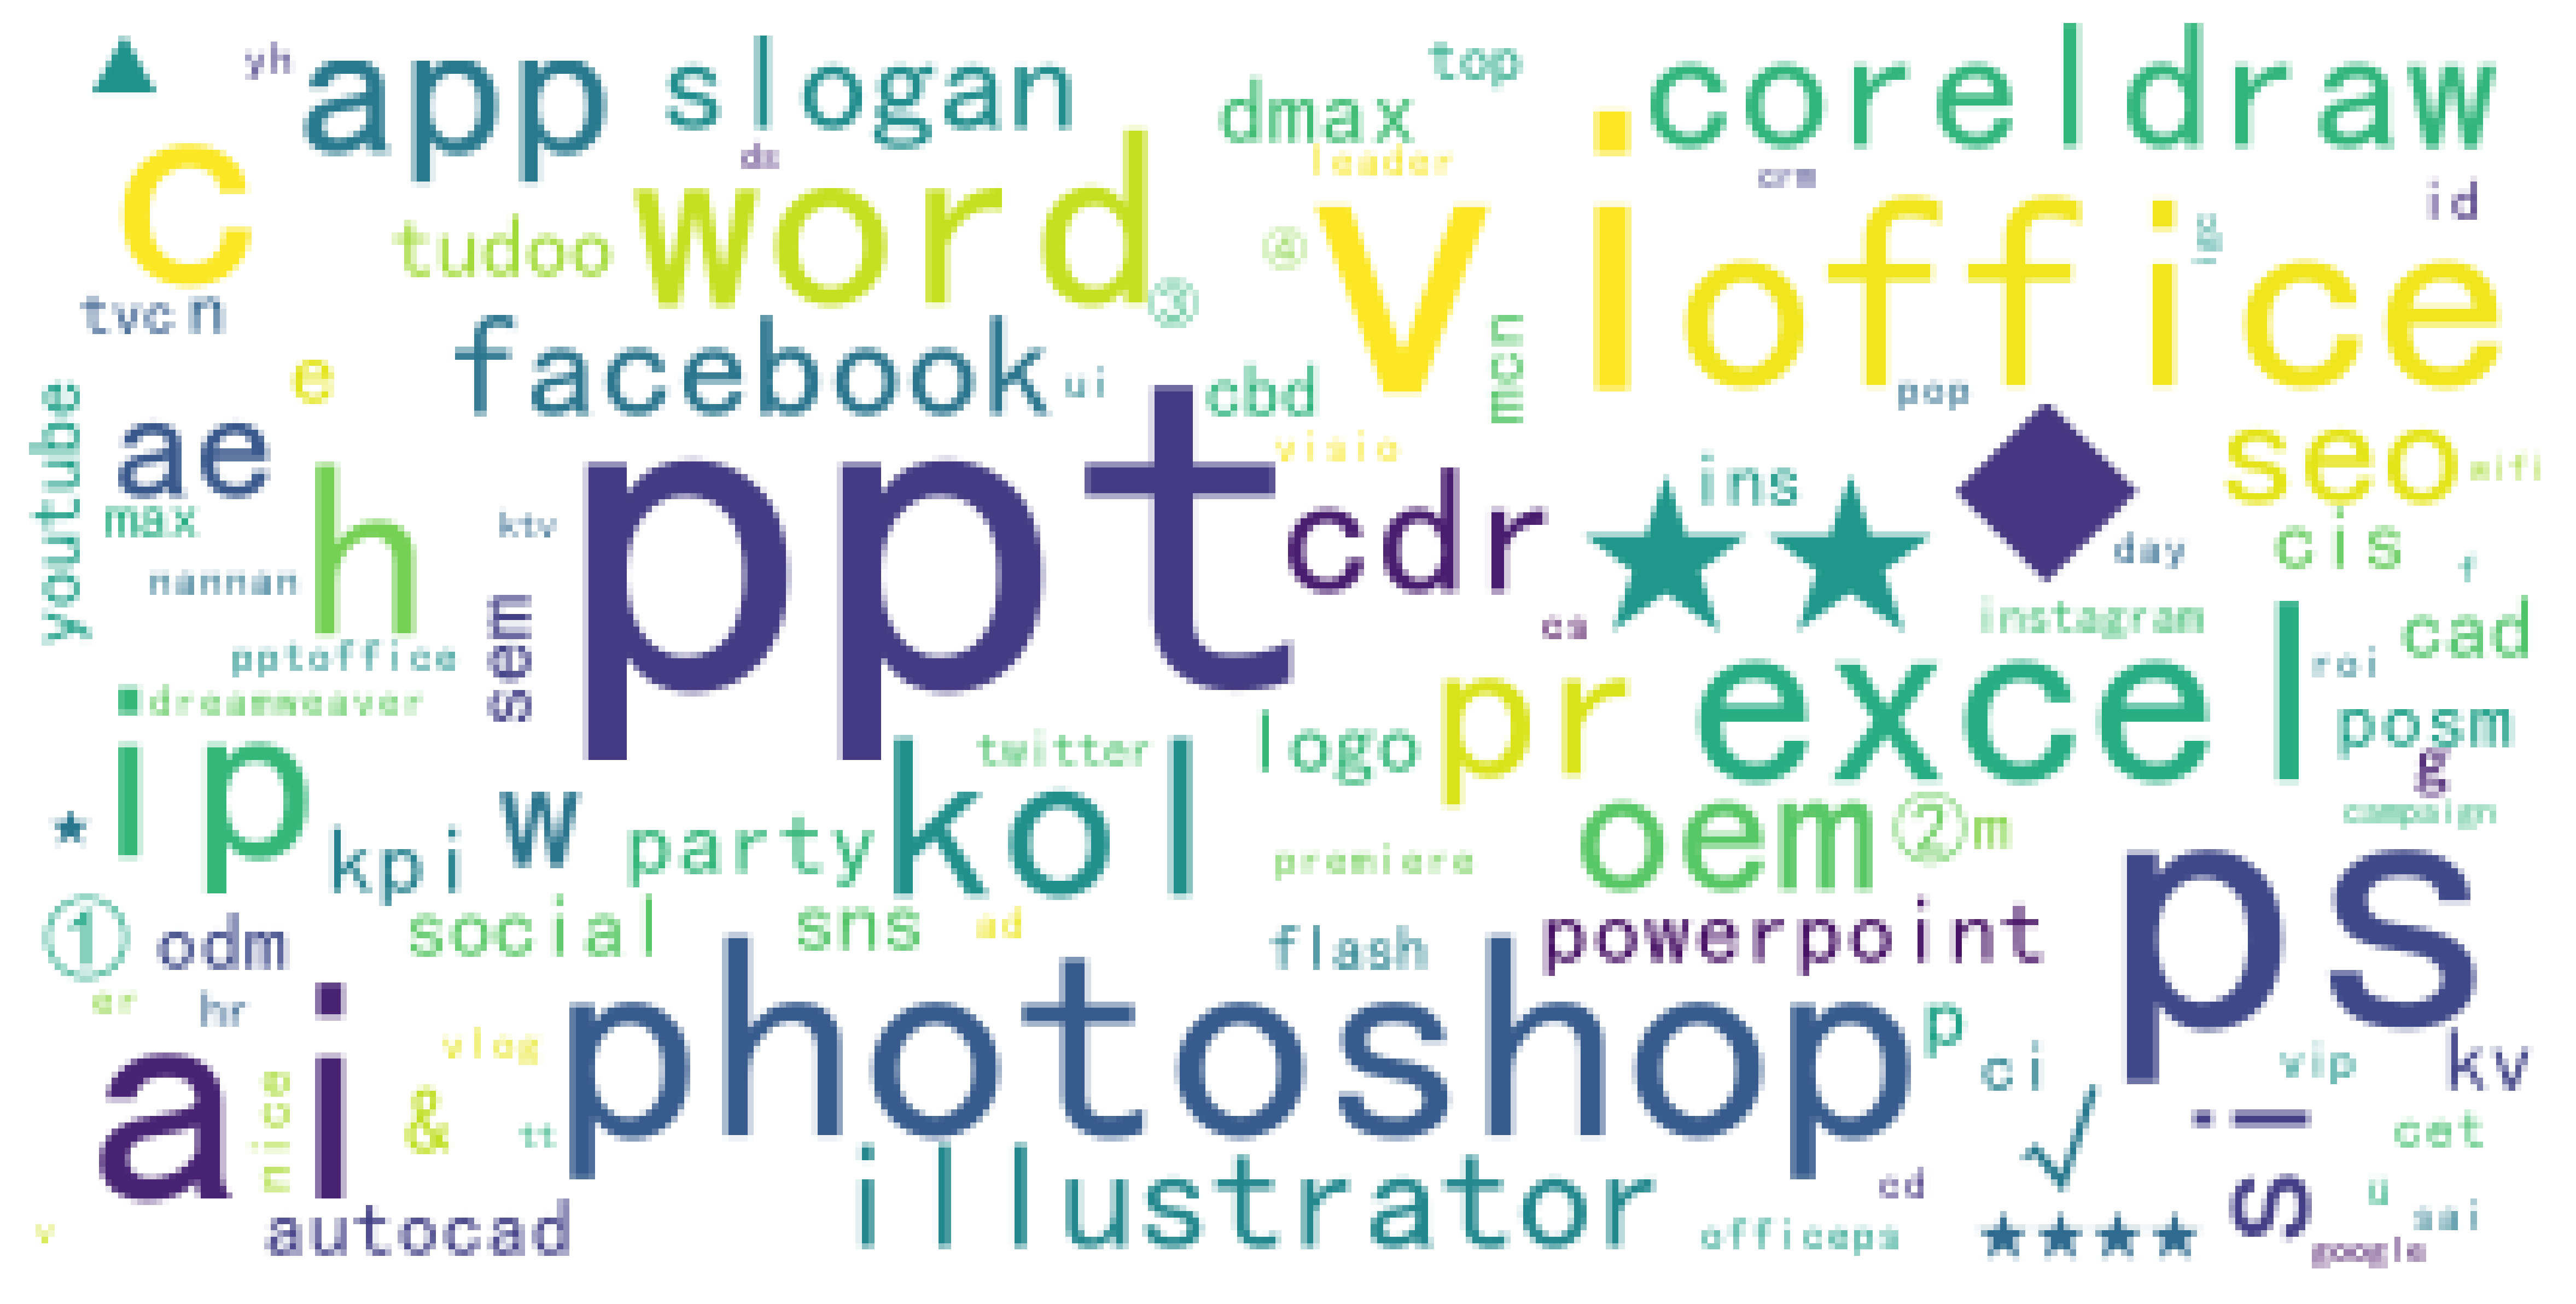 ▲ yh app slogan top coreldraw
dmax
c ds leader crm id
tudoo word ④ vi office
tvc n ③
facebook ui cbd mcn pop
e
youtube ae visio ◆ seo
max h ktv ppt cdr ★★ ins cis day f
nannan sem cs instagram cad
pptoffice excel roi
dreamweaver pr posm
ip twitter logo g
* kpi w party kol oem ② m campaign
premiere ps
① odm social sns ad flash powerpoint
er hr
ai vlog photoshop p ci vip kv
nice & tt √ si cet
illustrator cd u sai
v autocad officeps ★★★★ google